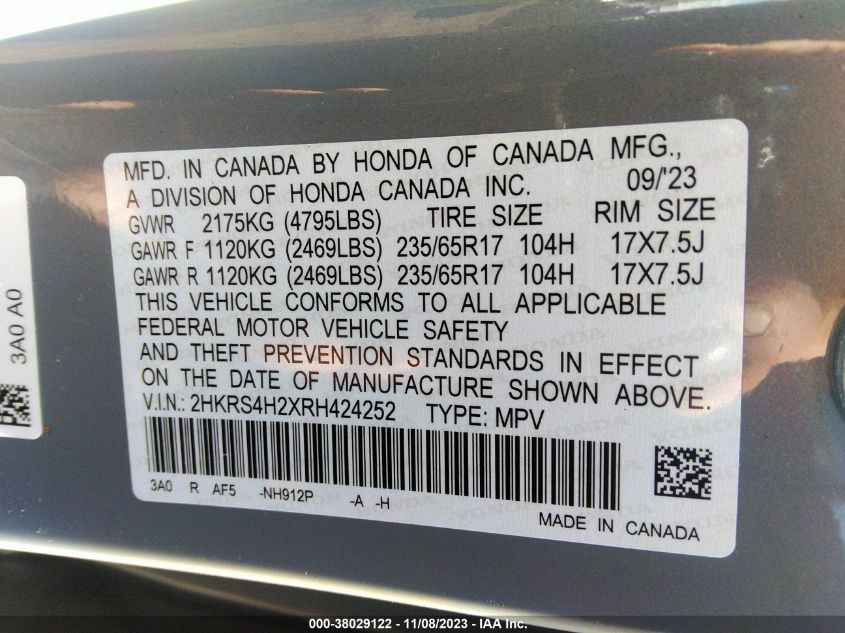 MFD. IN CANADA BY HONDA OF CANADA MFG.,
A DIVISION OF HONDA CANADA INC. 09/'23
GVWR 2175KG (4795LBS) TIRE SIZE RIM SIZE
GAWR F 1120KG (2469LBS) 235/65R17 104H 17X7.5J
GAWR R 1120KG (2469LBS) 235/65R17 104H 17X7.5J
THIS VEHICLE CONFORMS TO ALL APPLICABLE
FEDERAL MOTOR VEHICLE SAFETY
AND THEFT PREVENTION STANDARDS IN EFFECT
ON THE DATE OF MANUFACTURE SHOWN ABOVE.
V.I.N.: 2HKRS4H2XRH424252 TYPE: MPV
3A0 R AF5 -NH912P -A -H
MADE IN CANADA
3A0 A0
000-38029122 - 11/08/2023 - IAA Inc.